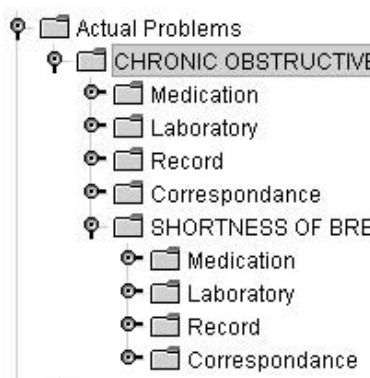 Actual Problems
CHRONIC OBSTRUCTIVE
Medication
Laboratory
Record
Correspondance
SHORTNESS OF BRE
Medication
Laboratory
Record
Correspondance